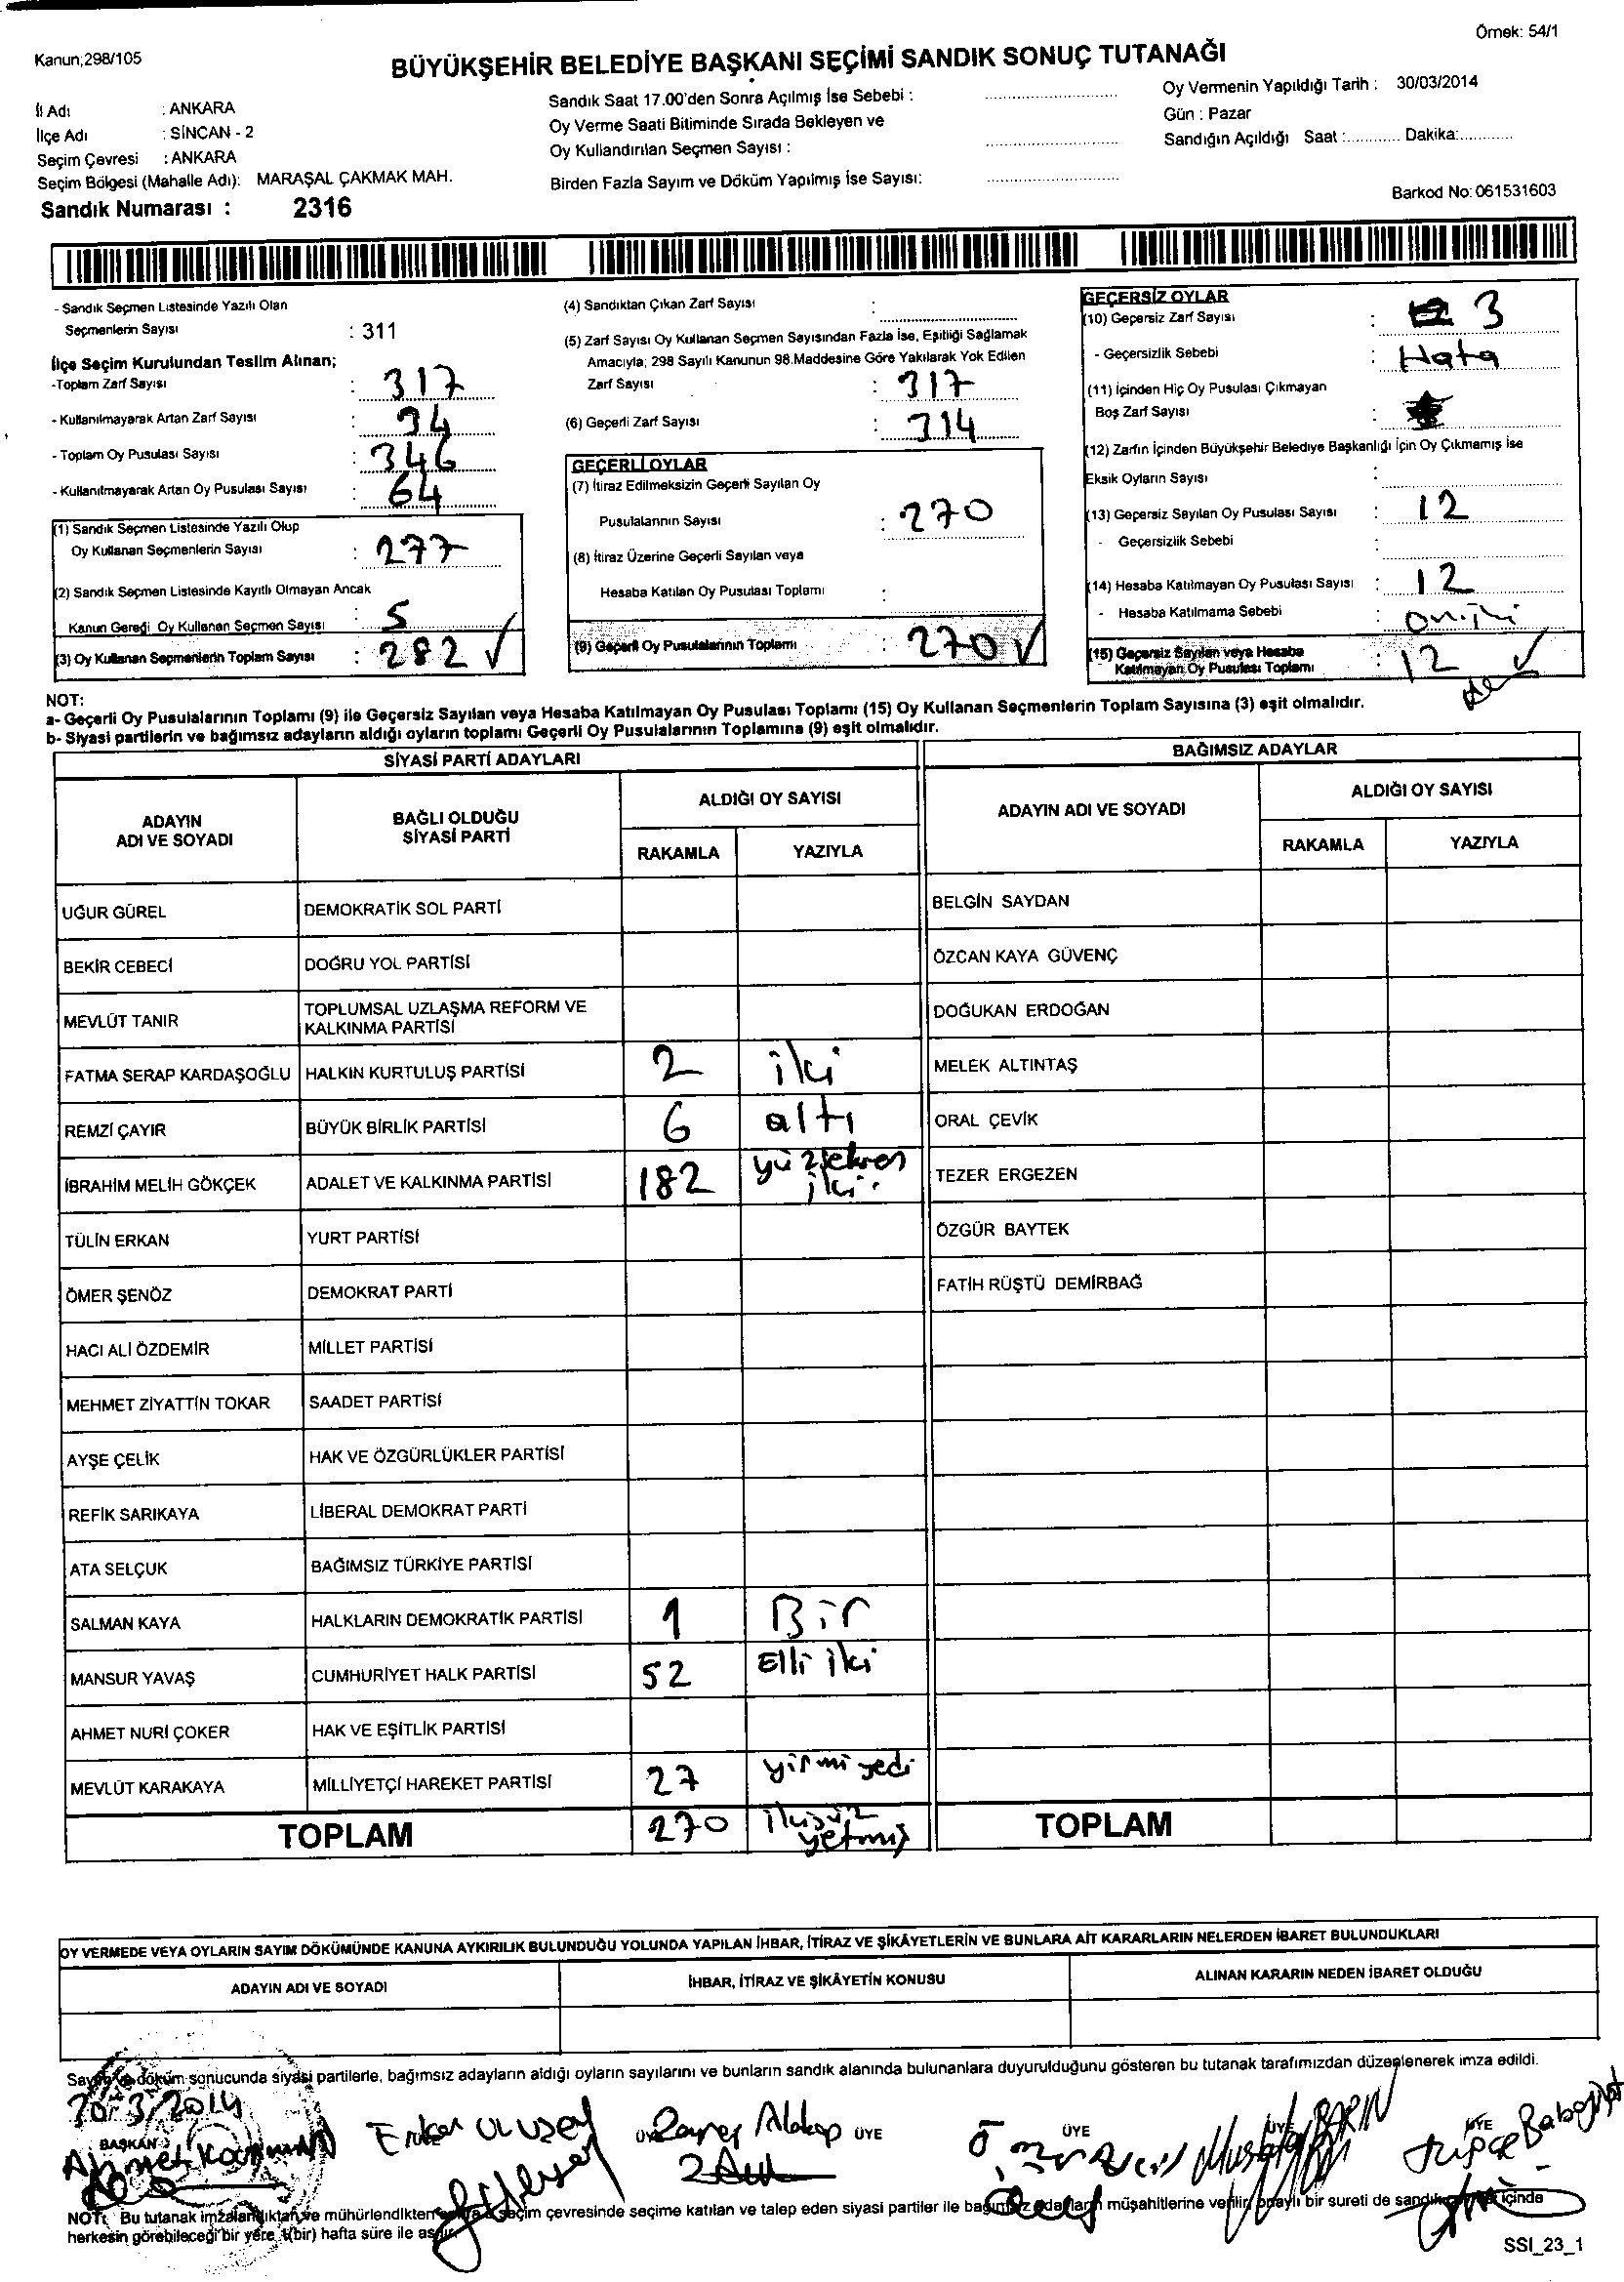 Örnek: 54/1
Kanun;298/105
BÜYÜKŞEHİR BELEDİYE BAŞKANI SEÇİMİ SANDIK SONUÇ TUTANAĞI
İl Adı : ANKARA
İlçe Adı : SİNCAN - 2
Seçim Çevresi : ANKARA
Seçim Bölgesi (Mahalle Adı): MARAŞAL ÇAKMAK MAH.
Sandık Numarası : 2316
Sandık Saat 17.00'den Sonra Açılmış İse Sebebi :
Oy Verme Saati Bitiminde Sırada Bekleyen ve
Oy Kullandırılan Seçmen Sayısı :
Birden Fazla Sayım ve Döküm Yapılmış İse Sayısı:
Oy Vermenin Yapıldığı Tarih : 30/03/2014
Gün : Pazar
Sandığın Açıldığı Saat :............ Dakika:............
Barkod No: 061531603
- Sandık Seçmen Listesinde Yazılı Olan
Seçmenlerin Sayısı : 311
İlçe Seçim Kurulundan Teslim Alınan;
-Toplam Zarf Sayısı : 317
- Kullanılmayarak Artan Zarf Sayısı : 34
- Toplam Oy Pusulası Sayısı : 346
- Kullanılmayarak Artan Oy Pusulası Sayısı : 64
(1) Sandık Seçmen Listesinde Yazılı Olup
Oy Kullanan Seçmenlerin Sayısı : 277
(2) Sandık Seçmen Listesinde Kayıtlı Olmayan Ancak
Kanun Gereği Oy Kullanan Seçmen Sayısı : 5
(3) Oy Kullanan Seçmenlerin Toplam Sayısı : 282 ✓
(4) Sandıktan Çıkan Zarf Sayısı :
(5) Zarf Sayısı Oy Kullanan Seçmen Sayısından Fazla İse, Eşitliği Sağlamak
Amacıyla; 298 Sayılı Kanunun 98.Maddesine Göre Yakılarak Yok Edilen
Zarf Sayısı : 317
(6) Geçerli Zarf Sayısı : 314
GEÇERLİ OYLAR
(7) İtiraz Edilmeksizin Geçerli Sayılan Oy
Pusulalarının Sayısı : 270
(8) İtiraz Üzerine Geçerli Sayılan veya
Hesaba Katılan Oy Pusulası Toplamı :
(9) Geçerli Oy Pusulalarının Toplamı : 270 ✓
GEÇERSİZ OYLAR
(10) Geçersiz Zarf Sayısı : 3
- Geçersizlik Sebebi : Hata
(11) İçinden Hiç Oy Pusulası Çıkmayan
Boş Zarf Sayısı :
(12) Zarfın İçinden Büyükşehir Belediye Başkanlığı İçin Oy Çıkmamış İse
Eksik Oyların Sayısı :
(13) Geçersiz Sayılan Oy Pusulası Sayısı : 12
- Geçersizlik Sebebi :
(14) Hesaba Katılmayan Oy Pusulası Sayısı : 12
- Hesaba Katılmama Sebebi : oniki
(15) Geçersiz Sayılan veya Hesaba
Katılmayan Oy Pusulası Toplamı : 12 ✓
NOT:
a- Geçerli Oy Pusulalarının Toplamı (9) ile Geçersiz Sayılan veya Hesaba Katılmayan Oy Pusulası Toplamı (15) Oy Kullanan Seçmenlerin Toplam Sayısına (3) eşit olmalıdır.
b- Siyasi partilerin ve bağımsız adayların aldığı oyların toplamı Geçerli Oy Pusulalarının Toplamına (9) eşit olmalıdır.
SİYASİ PARTİ ADAYLARI
ADAYIN ADI VE SOYADI
BAĞLI OLDUĞU SİYASİ PARTİ
ALDIĞI OY SAYISI
RAKAMLA YAZIYLA
UĞUR GÜREL DEMOKRATİK SOL PARTİ
BEKİR CEBECİ DOĞRU YOL PARTİSİ
MEVLÜT TANIR TOPLUMSAL UZLAŞMA REFORM VE
KALKINMA PARTİSİ
FATMA SERAP KARDAŞOĞLU HALKIN KURTULUŞ PARTİSİ 2 iki
REMZİ ÇAYIR BÜYÜK BİRLİK PARTİSİ 6 altı
İBRAHİM MELİH GÖKÇEK ADALET VE KALKINMA PARTİSİ 182 yüzseksen
iki
TÜLİN ERKAN YURT PARTİSİ
ÖMER ŞENÖZ DEMOKRAT PARTİ
HACI ALİ ÖZDEMİR MİLLET PARTİSİ
MEHMET ZİYATTİN TOKAR SAADET PARTİSİ
AYŞE ÇELİK HAK VE ÖZGÜRLÜKLER PARTİSİ
REFİK SARIKAYA LİBERAL DEMOKRAT PARTİ
ATA SELÇUK BAĞIMSIZ TÜRKİYE PARTİSİ
SALMAN KAYA HALKLARIN DEMOKRATİK PARTİSİ 1 Bir
MANSUR YAVAŞ CUMHURİYET HALK PARTİSİ 52 Elli iki
AHMET NURİ ÇOKER HAK VE EŞİTLİK PARTİSİ
MEVLÜT KARAKAYA MİLLİYETÇİ HAREKET PARTİSİ 27 yirmi yedi
TOPLAM 270 ikiyüz
yetmiş
BAĞIMSIZ ADAYLAR
ADAYIN ADI VE SOYADI
ALDIĞI OY SAYISI
RAKAMLA YAZIYLA
BELGİN SAYDAN
ÖZCAN KAYA GÜVENÇ
DOĞUKAN ERDOĞAN
MELEK ALTINTAŞ
ORAL ÇEVİK
TEZER ERGEZEN
ÖZGÜR BAYTEK
FATİH RÜŞTÜ DEMİRBAĞ
TOPLAM
OY VERMEDE VEYA OYLARIN SAYIM DÖKÜMÜNDE KANUNA AYKIRILIK BULUNDUĞU YOLUNDA YAPILAN İHBAR, İTİRAZ VE ŞİKÂYETLERİN VE BUNLARA AİT KARARLARIN NELERDEN İBARET BULUNDUKLARI
ADAYIN ADI VE SOYADI İHBAR, İTİRAZ VE ŞİKÂYETİN KONUSU ALINAN KARARIN NEDEN İBARET OLDUĞU
Sayım ve döküm sonucunda siyasi partilerle, bağımsız adayların aldığı oyların sayılarını ve bunların sandık alanında bulunanlara duyurulduğunu gösteren bu tutanak tarafımızdan düzenlenerek imza edildi.
30/3/2014
BAŞKAN ÜYE ÜYE ÜYE ÜYE
Ahmet Mustafa
NOT: Bu tutanak imzalandıktan ve mühürlendikten sonra seçim çevresinde seçime katılan ve talep eden siyasi partiler ile bağımsız adayların müşahitlerine verilir, onaylı bir sureti de sandık içinde
herkesin görebileceği bir yere 1(bir) hafta süre ile asılır.
SSI_23_1